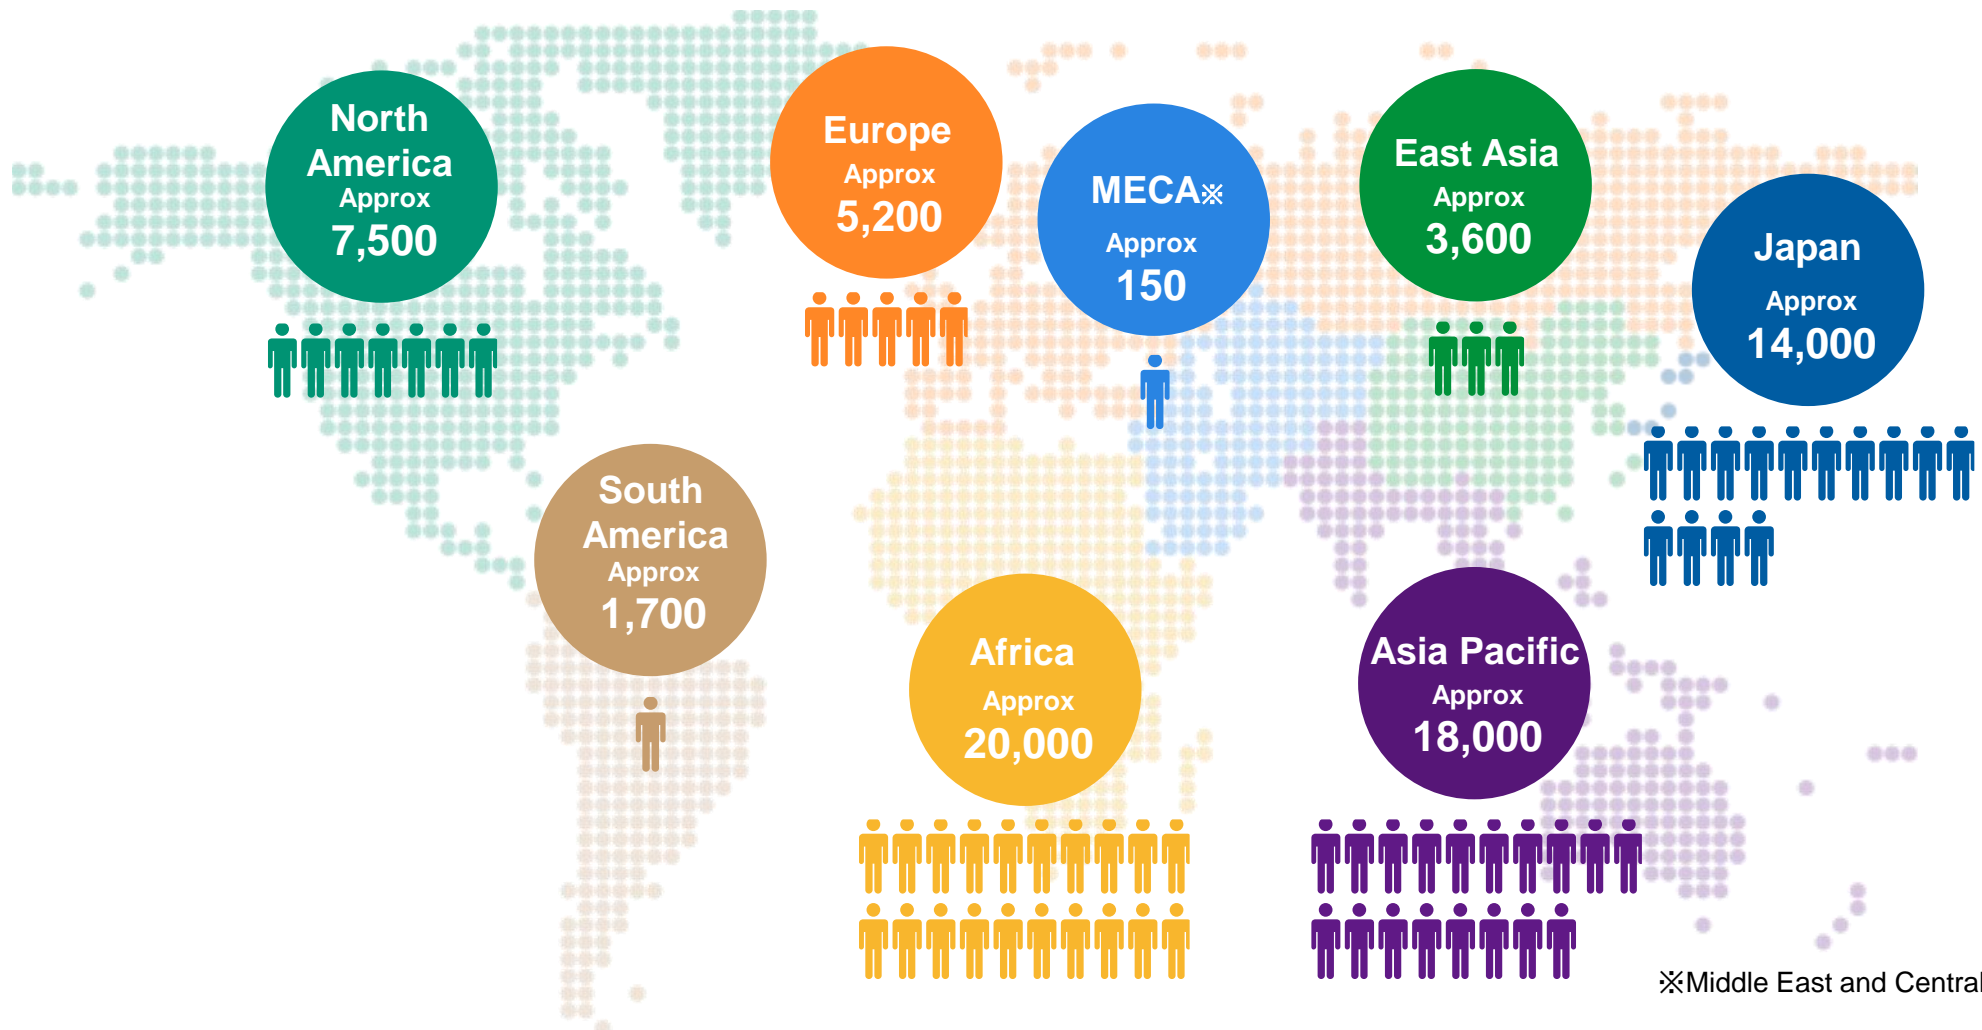 North
America
Approx
7,500
Europe
Approx
5,200
MECA※
Approx
150
East Asia
Approx
3,600
Japan
Approx
14,000
South
America
Approx
1,700
Africa
Approx
20,000
Asia Pacific
Approx
18,000
※Middle East and Central